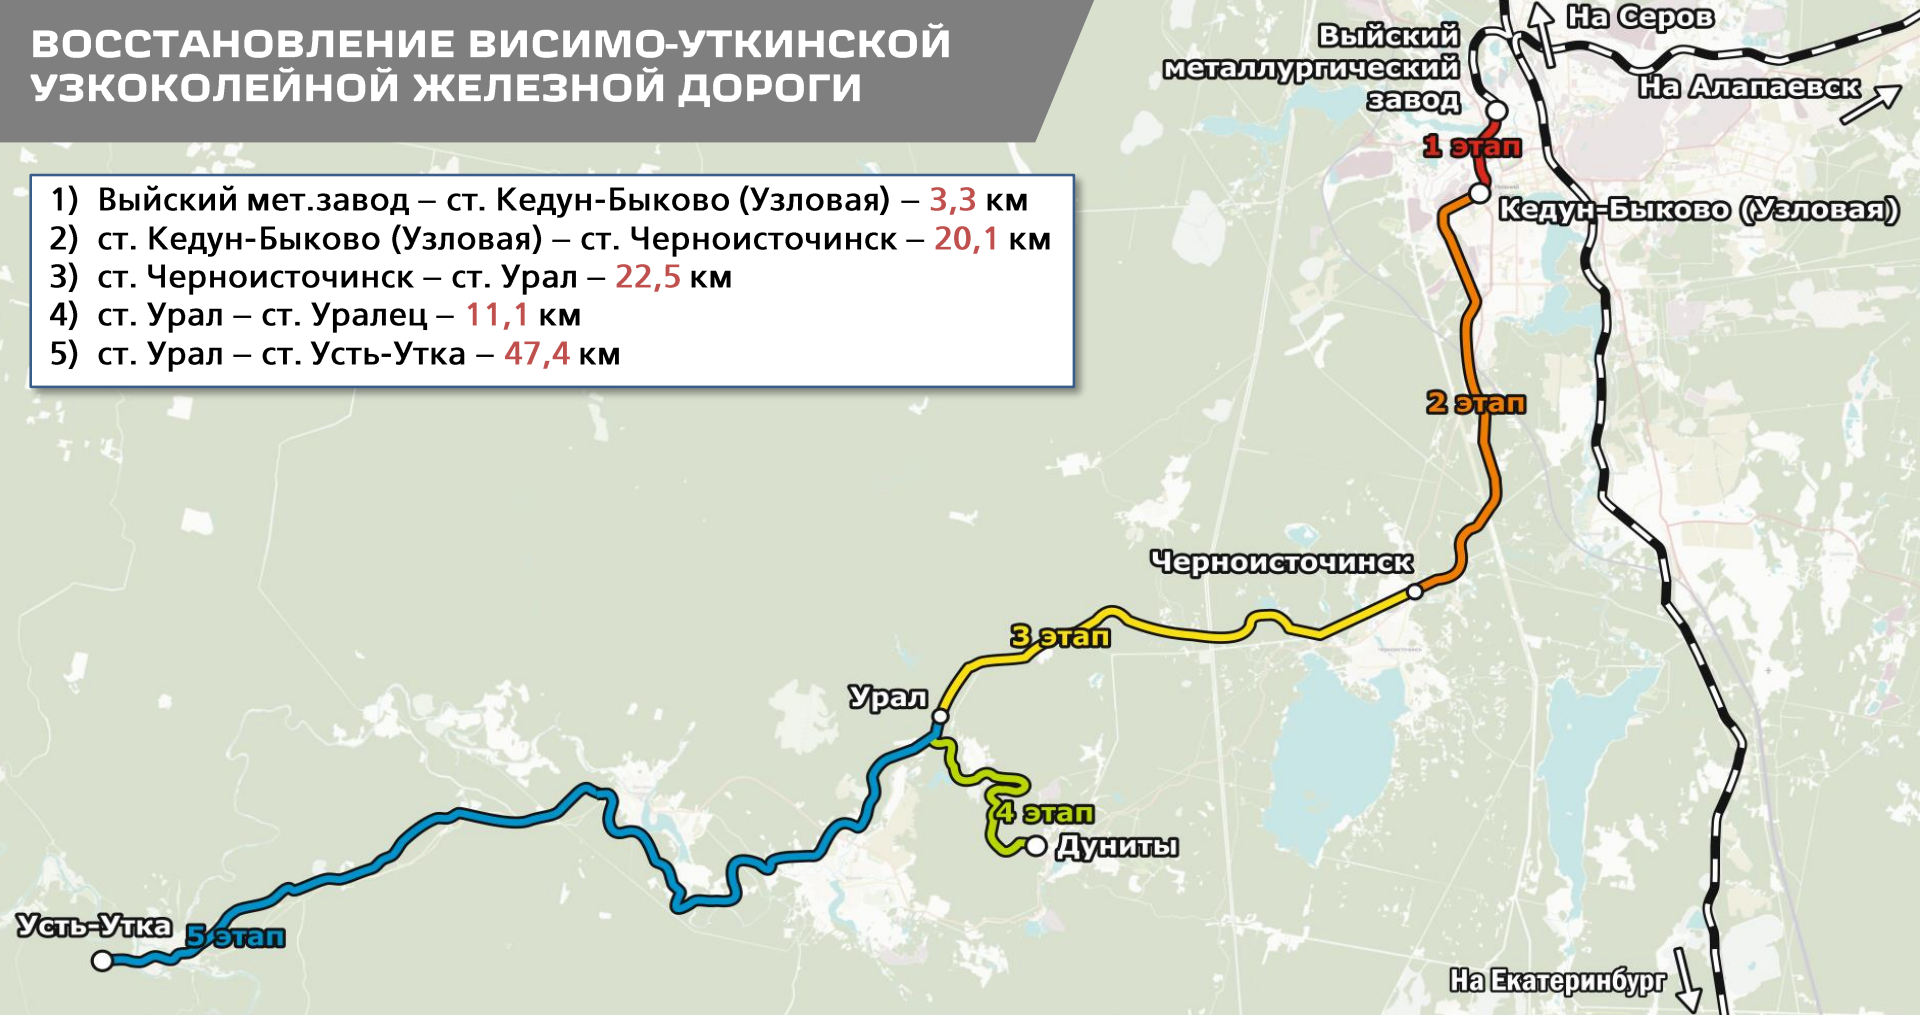 ВОССТАНОВЛЕНИЕ ВИСИМО-УТКИНСКОЙ
УЗКОКОЛЕЙНОЙ ЖЕЛЕЗНОЙ ДОРОГИ
1) Выйский мет.завод – ст. Кедун-Быково (Узловая) – 3,3 км
2) ст. Кедун-Быково (Узловая) – ст. Черноисточинск – 20,1 км
3) ст. Черноисточинск – ст. Урал – 22,5 км
4) ст. Урал – ст. Уралец – 11,1 км
5) ст. Урал – ст. Усть-Утка – 47,4 км
На Серов
Выйский
металлургический
завод
На Алапаевск
1 этап
Кедун-Быково (Узловая)
2 этап
Черноисточинск
3 этап
Урал
4 этап
Дуниты
Усть-Утка
5 этап
На Екатеринбург